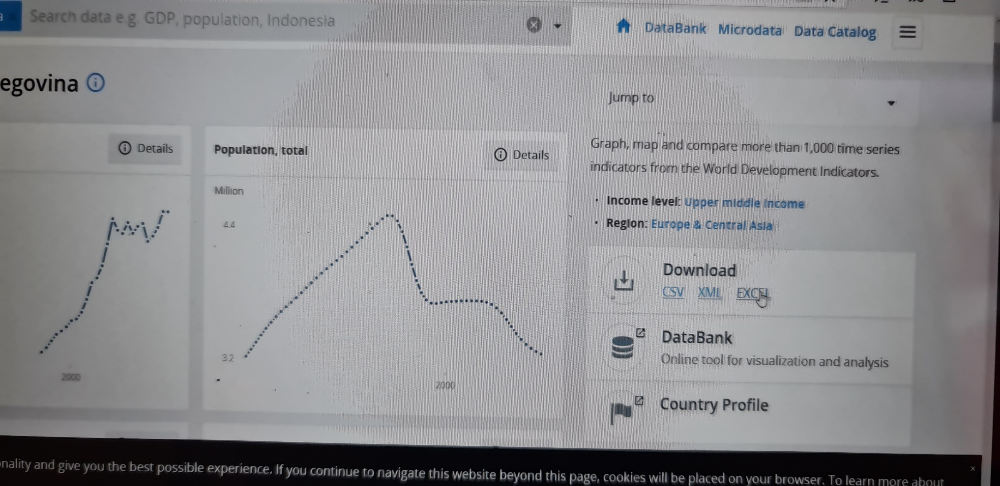 a
Search data e.g. GDP, population, Indonesia
DataBank Microdata Data Catalog
egovina
Jump to
Details
Population, total
Details
Graph, map and compare more than 1,000 time series
indicators from the World Development Indicators.
Million
4.4
3.2
2000
2000
Income level: Upper middle income
Region: Europe & Central Asia
Download
CSV XML EXCEL
DataBank
Online tool for visualization and analysis
Country Profile
onality and give you the best possible experience. If you continue to navigate this website beyond this page, cookies will be placed on your browser. To learn more about